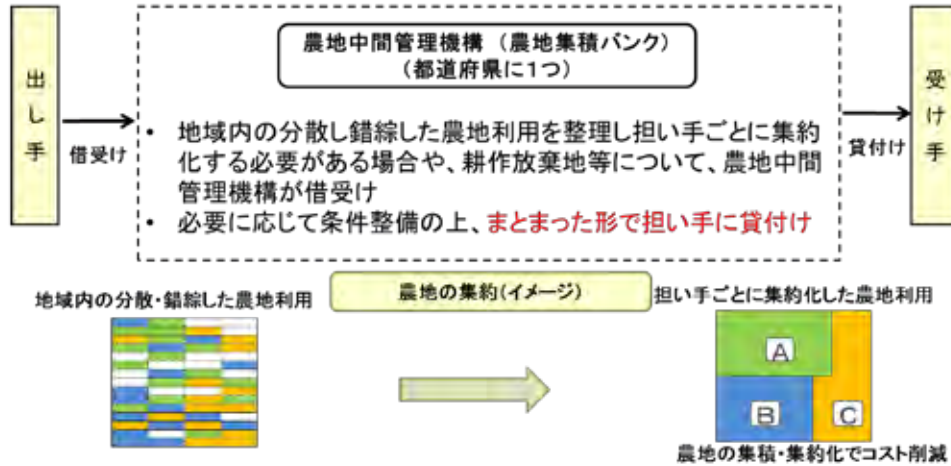 農地中間管理機構 (農地集積バンク)
(都道府県に1つ)
出し手
借受け
• 地域内の分散し錯綜した農地利用を整理し担い手ごとに集約
化する必要がある場合や、耕作放棄地等について、農地中間
管理機構が借受け
• 必要に応じて条件整備の上、まとまった形で担い手に貸付け
貸付け
受け手
農地の集約(イメージ)
地域内の分散・錯綜した農地利用
担い手ごとに集約化した農地利用
A
B
C
農地の集積・集約化でコスト削減